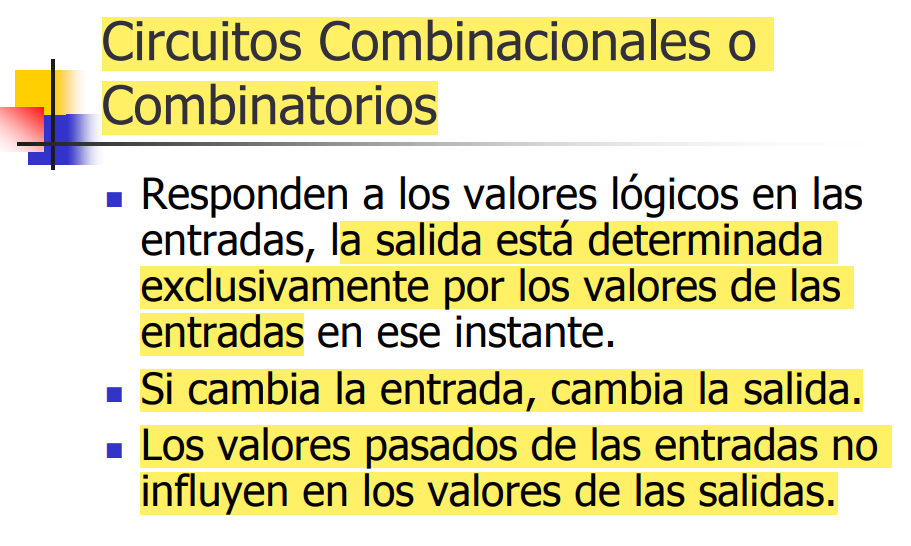 Circuitos Combinacionales o
Combinatorios
Responden a los valores lógicos en las
entradas, la salida está determinada
exclusivamente por los valores de las
entradas en ese instante.
Si cambia la entrada, cambia la salida.
Los valores pasados de las entradas no
influyen en los valores de las salidas.